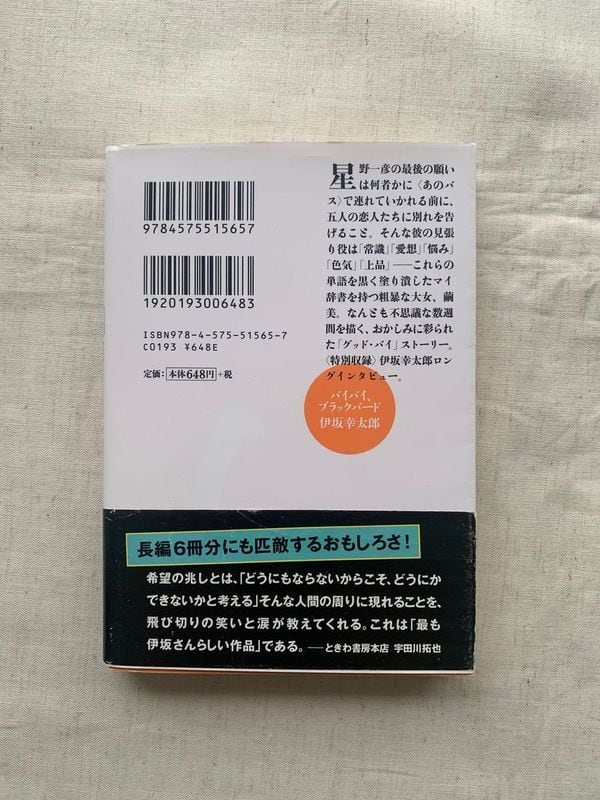 9784575515657
1920193006483
ISBN978-4-575-51565-7
C0193 ¥648E
定価：本体648円+税
星野一彦の最後の願い
は何者かに〈あのバ
ス〉で連れていかれる前に、
五人の恋人たちに別れを告
げること。そんな彼の見張
り役は「常識」「愛想」「悩み」
「色気」「上品」――これらの
単語を黒く塗り潰したマイ
辞書を持つ粗暴な大女、繭
美。なんとも不思議な数週
間を描く、おかしみに彩られ
た「グッド・バイ」ストーリー。
〈特別収録〉伊坂幸太郎ロン
グインタビュー。
バイバイ、
ブラックバード
伊坂幸太郎
長編6冊分にも匹敵するおもしろさ！
希望の兆しとは、「どうにもならないからこそ、どうにか
できないかと考える」そんな人間の周りに現れることを、
飛び切りの笑いと涙が教えてくれる。これは「最も
伊坂さんらしい作品」である。――ときわ書房本店 宇田川拓也